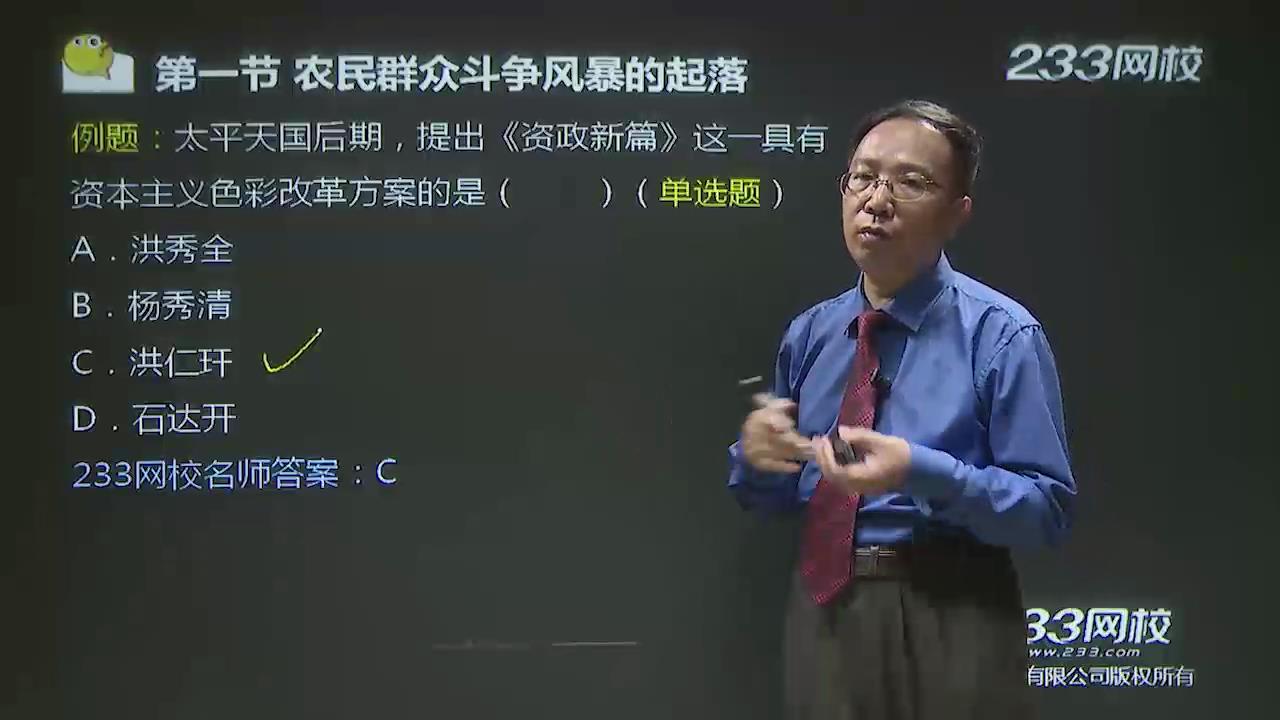 第一节 农民群众斗争风暴的起落
233网校
例题：太平天国后期，提出《资政新篇》这一具有
资本主义色彩改革方案的是（　　）（单选题）
A．洪秀全
B．杨秀清
C．洪仁玕
D．石达开
233网校名师答案：C
33网校
ww.233.com
有限公司版权所有